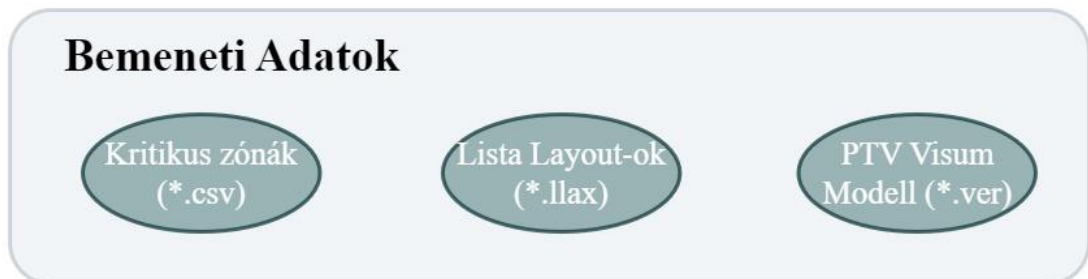 Bemeneti Adatok
Kritikus zónák
(*.csv)
Lista Layout-ok
(*.llax)
PTV Visum
Modell (*.ver)